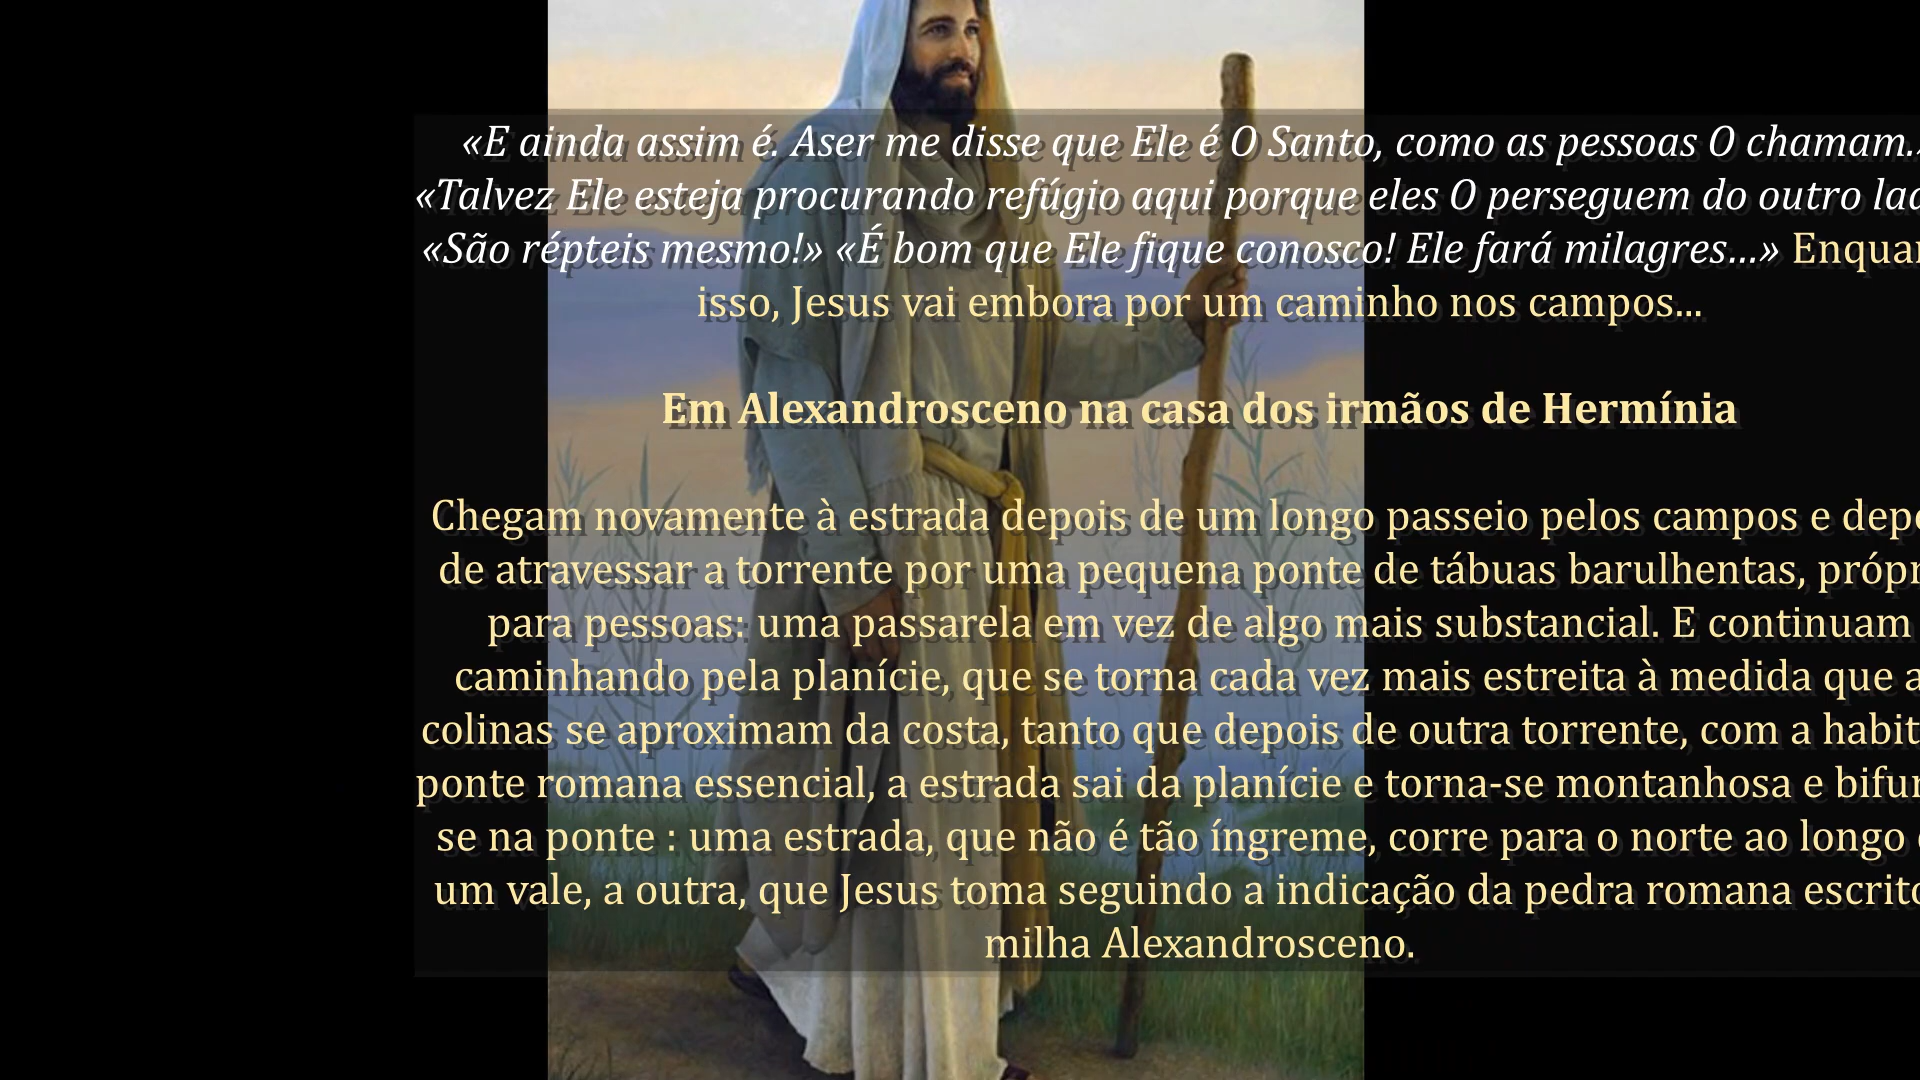 «E ainda assim é. Aser me disse que Ele é O Santo, como as pessoas O chamam.»
«Talvez Ele esteja procurando refúgio aqui porque eles O perseguem do outro
«São répteis mesmo!» «É bom que Ele fique conosco! Ele fará milagres...»
isso, Jesus vai embora por um caminho nos campos...
Em Alexandrosceno na casa dos irmãos de Hermínia
Chegam novamente à estrada depois de um longo passeio pelos campos e
de atravessar a torrente por uma pequena ponte de tábuas barulhentas,
para pessoas: uma passarela em vez de algo mais substancial. E continuam
caminhando pela planície, que se torna cada vez mais estreita à medida que
colinas se aproximam da costa, tanto que depois de outra torrente, com a
ponte romana essencial, a estrada sai da planície e torna-se montanhosa e
se na ponte : uma estrada, que não é tão íngreme, corre para o norte ao longo
um vale, a outra, que Jesus toma seguindo a indicação da pedra romana
milha Alexandrosceno.